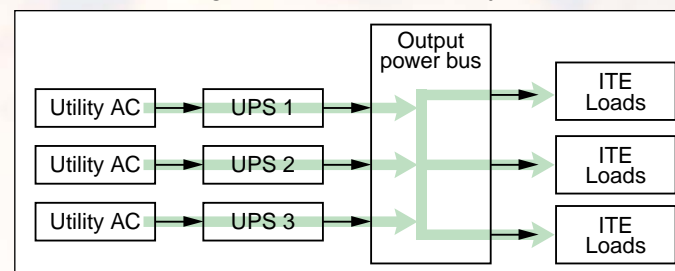 Output
power bus
ITE
Loads
Utility AC
UPS 1
Utility AC
UPS 2
ITE
Loads
Utility AC
UPS 3
ITE
Loads